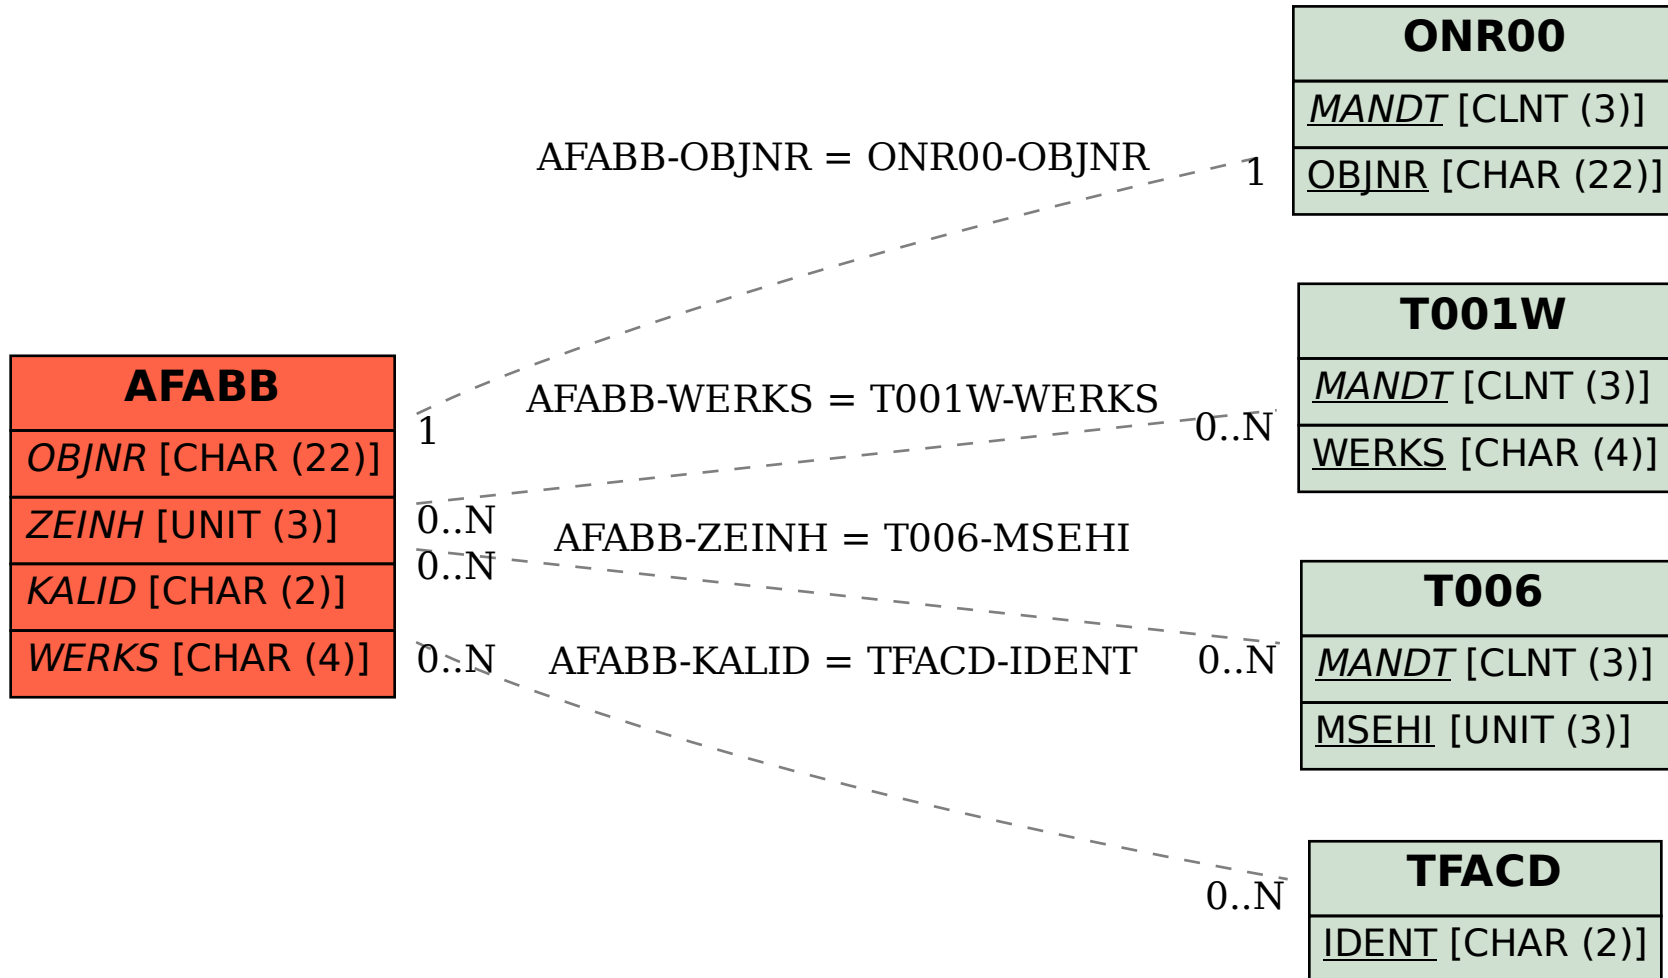 ONR00
MANDT [CLNT (3)]
OBJNR [CHAR (22)]
AFABB-OBJNR = ONR00-OBJNR
1
1
T001W
MANDT [CLNT (3)]
WERKS [CHAR (4)]
AFABB
OBJNR [CHAR (22)]
ZEINH [UNIT (3)]
KALID [CHAR (2)]
WERKS [CHAR (4)]
AFABB-WERKS = T001W-WERKS
0..N
0..N
AFABB-ZEINH = T006-MSEHI
0..N
0..N
T006
MANDT [CLNT (3)]
MSEHI [UNIT (3)]
0..N
AFABB-KALID = TFACD-IDENT
0..N
TFACD
IDENT [CHAR (2)]